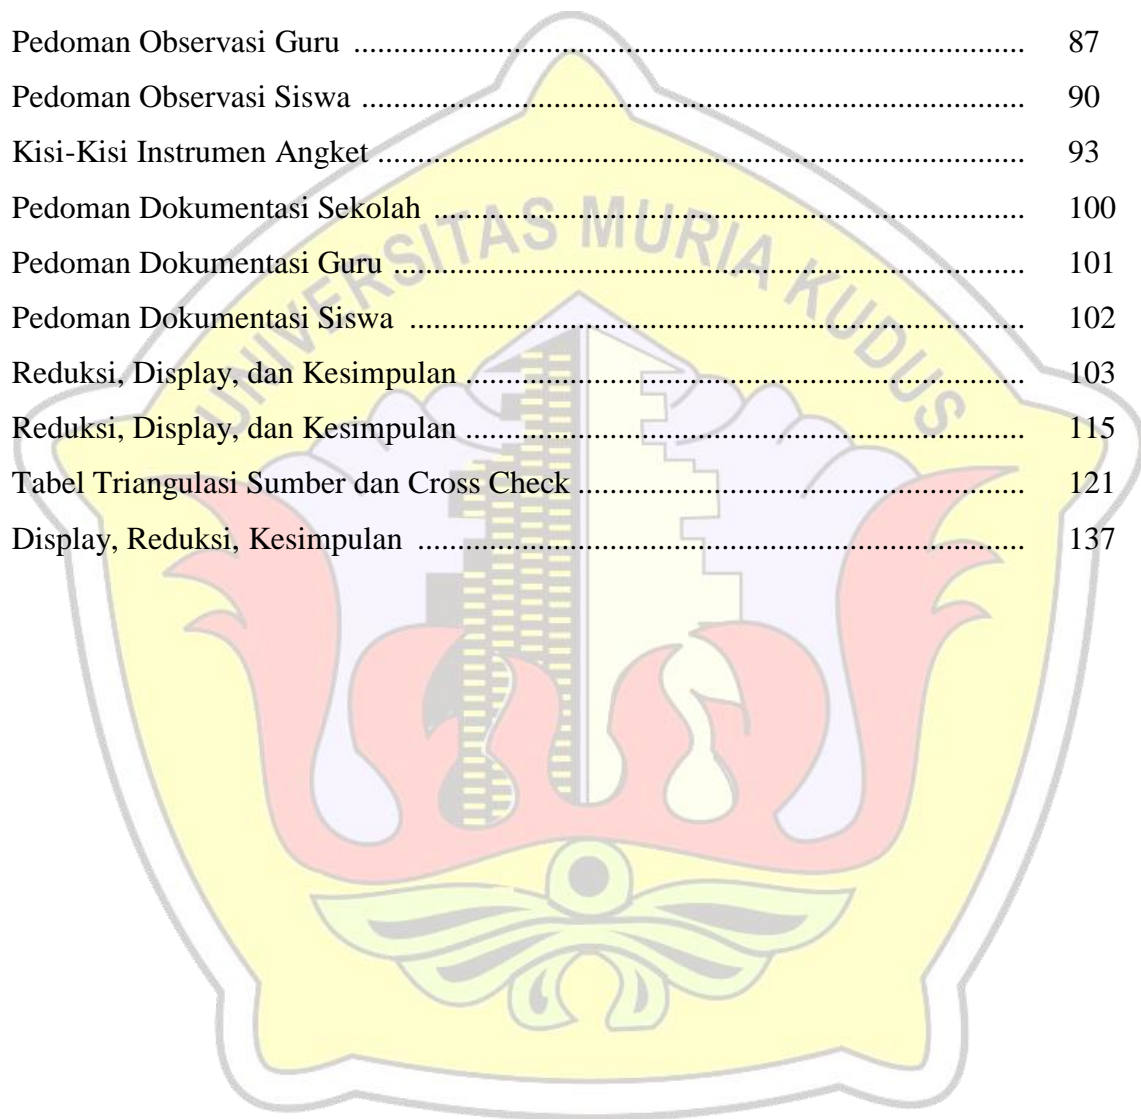 Pedoman Observasi Guru ........................................................................................ 87
Pedoman Observasi Siswa ....................................................................................... 90
Kisi-Kisi Instrumen Angket ..................................................................................... 93
Pedoman Dokumentasi Sekolah ............................................................................. 100
Pedoman Dokumentasi Guru .................................................................................. 101
Pedoman Dokumentasi Siswa ................................................................................ 102
Reduksi, Display, dan Kesimpulan ......................................................................... 103
Reduksi, Display, dan Kesimpulan ......................................................................... 115
Tabel Triangulasi Sumber dan Cross Check ........................................................... 121
Display, Reduksi, Kesimpulan ............................................................................... 137
UNIVERSITAS MURIA KUDUS